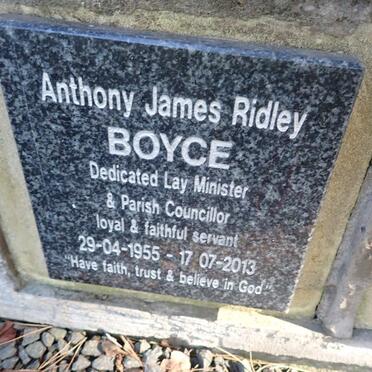 Anthony James Ridley
BOYCE
Dedicated Lay Minister
& Parish Councillor
loyal & faithful servant
29-04-1955 - 17 07-2013
"Have faith, trust & believe in God"